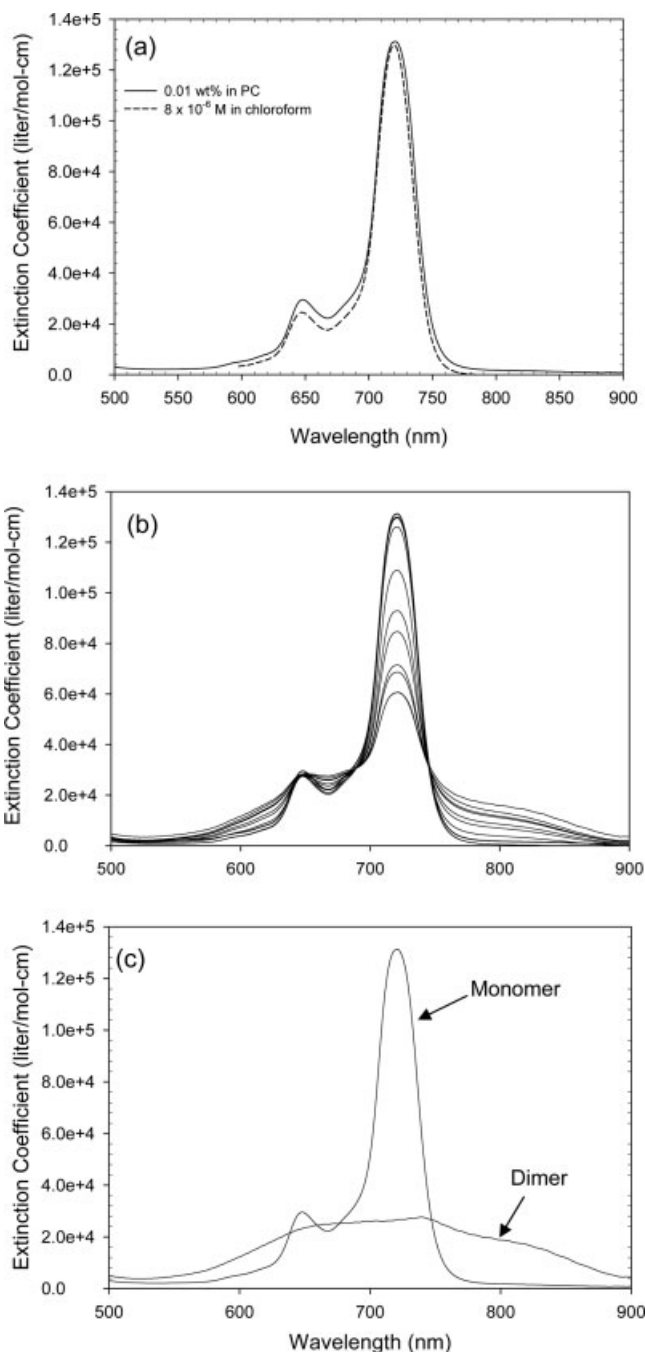 (a)
0.01 wt% in PC
8 x 10⁻⁶ M in chloroform
Extinction Coefficient (liter/mol-cm)
1.4e+5
1.2e+5
1.0e+5
8.0e+4
6.0e+4
4.0e+4
2.0e+4
0.0
500 550 600 650 700 750 800 850 900
Wavelength (nm)
(b)
Extinction Coefficient (liter/mol-cm)
1.4e+5
1.2e+5
1.0e+5
8.0e+4
6.0e+4
4.0e+4
2.0e+4
0.0
500 600 700 800 900
(c)
Monomer
Dimer
Extinction Coefficient (liter/mol-cm)
1.4e+5
1.2e+5
1.0e+5
8.0e+4
6.0e+4
4.0e+4
2.0e+4
0.0
500 600 700 800 900
Wavelength (nm)